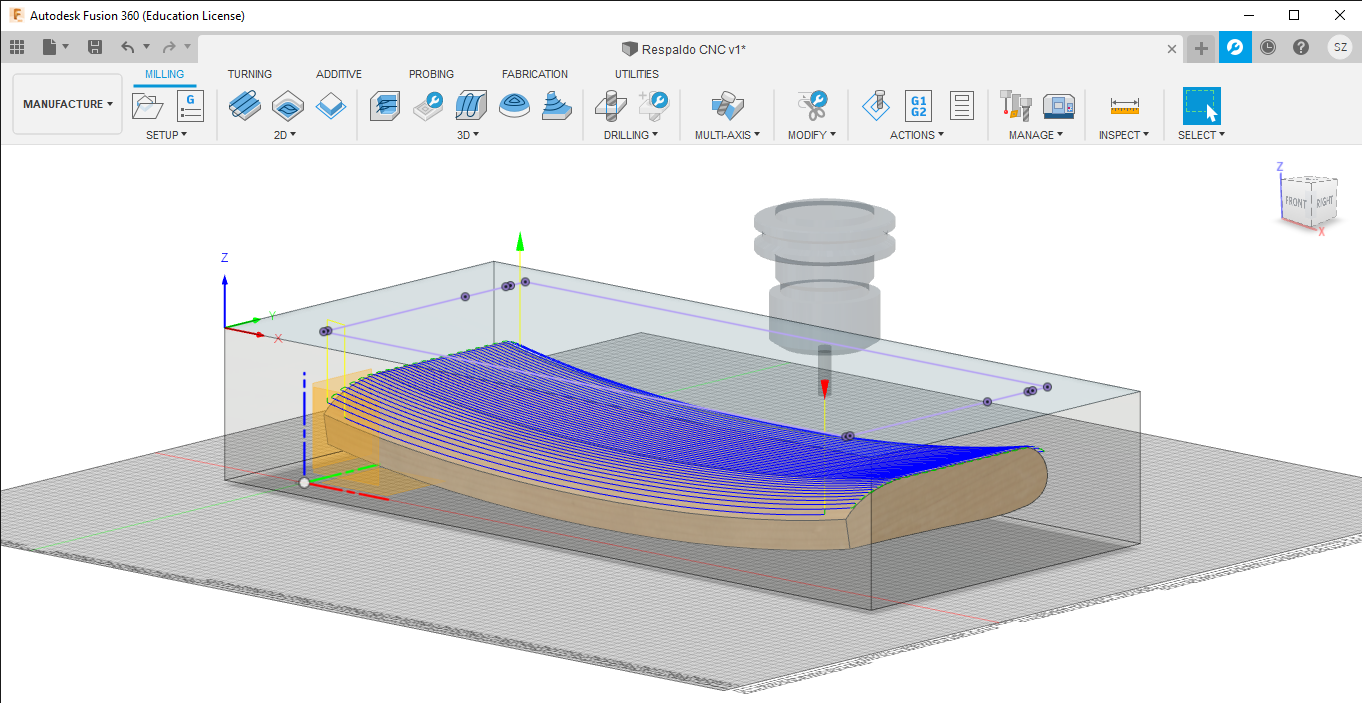 Autodesk Fusion 360 (Education License)
Respaldo CNC v1*
SZ
MILLING TURNING ADDITIVE PROBING FABRICATION UTILITIES
MANUFACTURE
G
G1
G2
SETUP 2D 3D DRILLING MULTI-AXIS MODIFY ACTIONS MANAGE INSPECT SELECT
Z
FRONT RIGHT
X
Z
Y
X